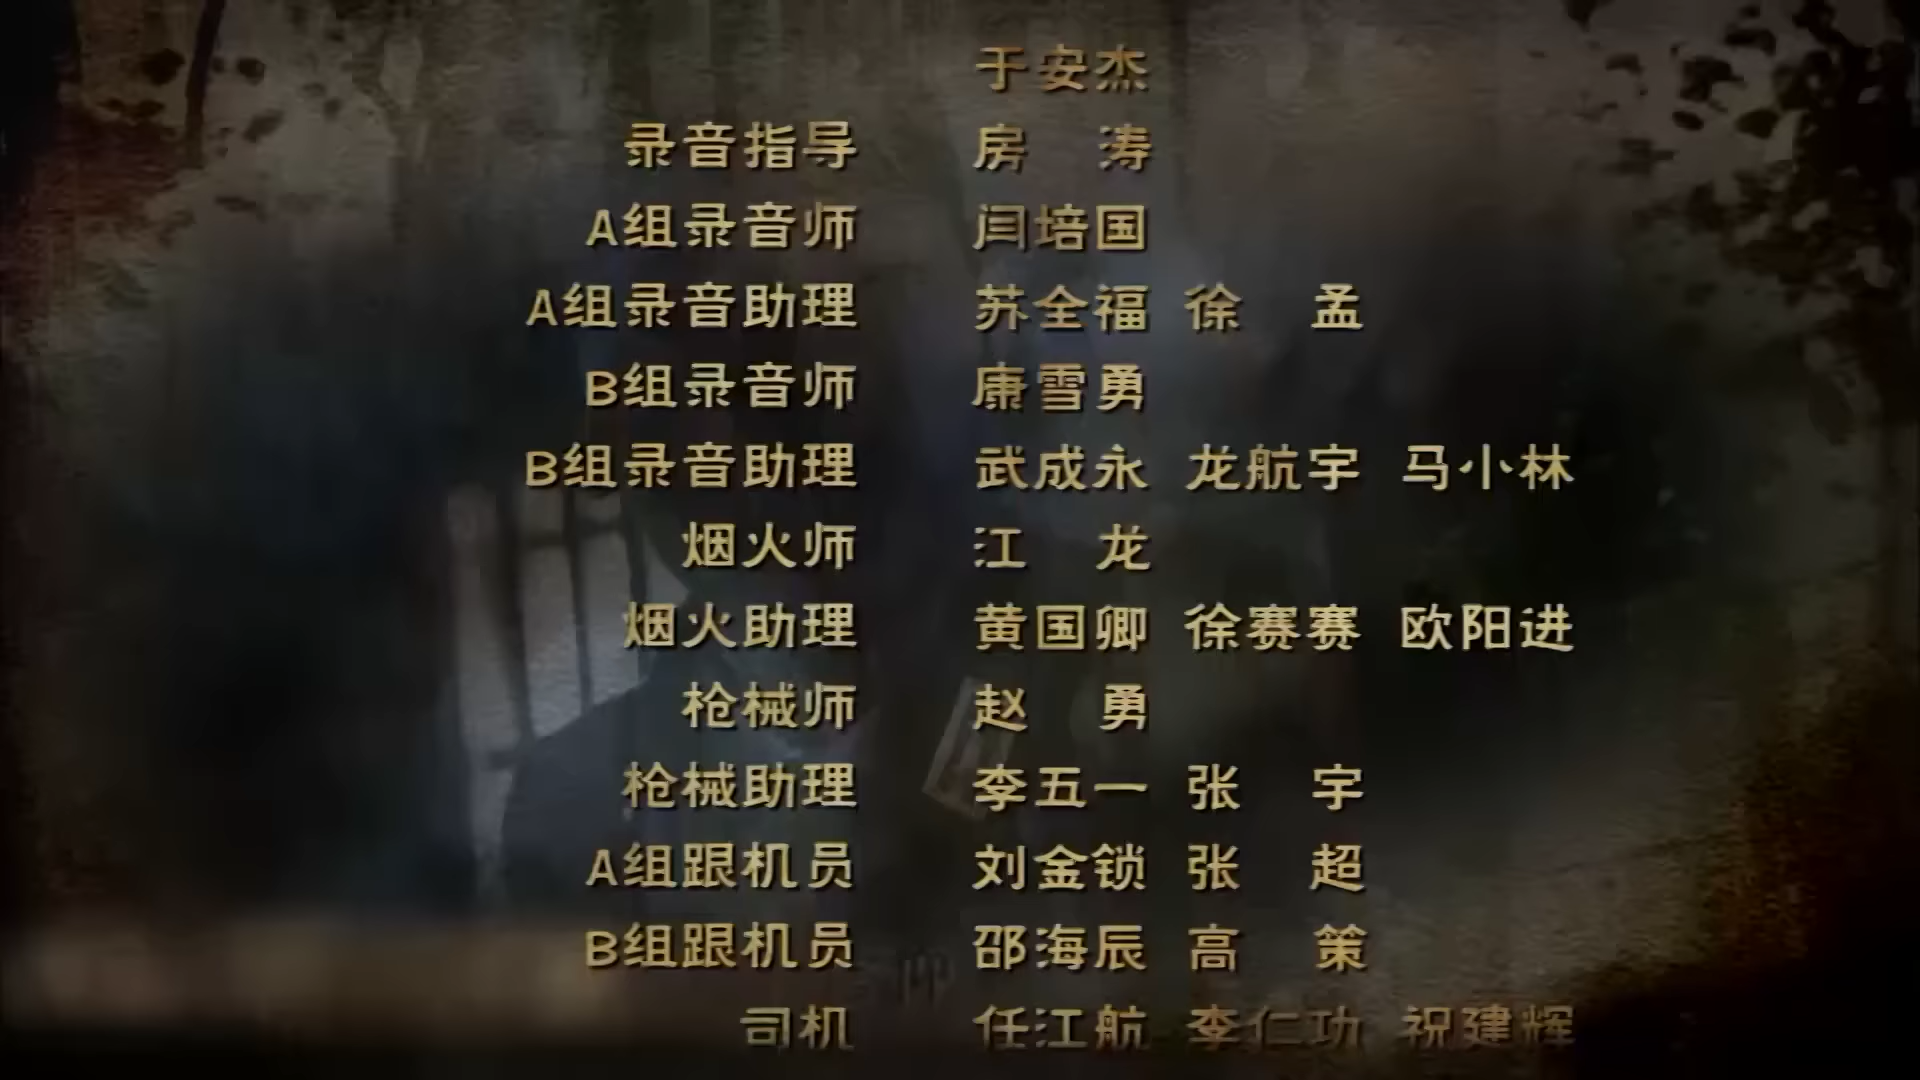 于安杰
录音指导 房 涛
A组录音师 闫培国
A组录音助理 苏全福 徐 孟
B组录音师 康雪勇
B组录音助理 武成永 龙航宇 马小林
烟火师 江 龙
烟火助理 黄国卿 徐赛赛 欧阳进
枪械师 赵 勇
枪械助理 李五一 张 宇
A组跟机员 刘金锁 张 超
B组跟机员 邵海辰 高 策
司机 任江航 李仁功 祝建辉